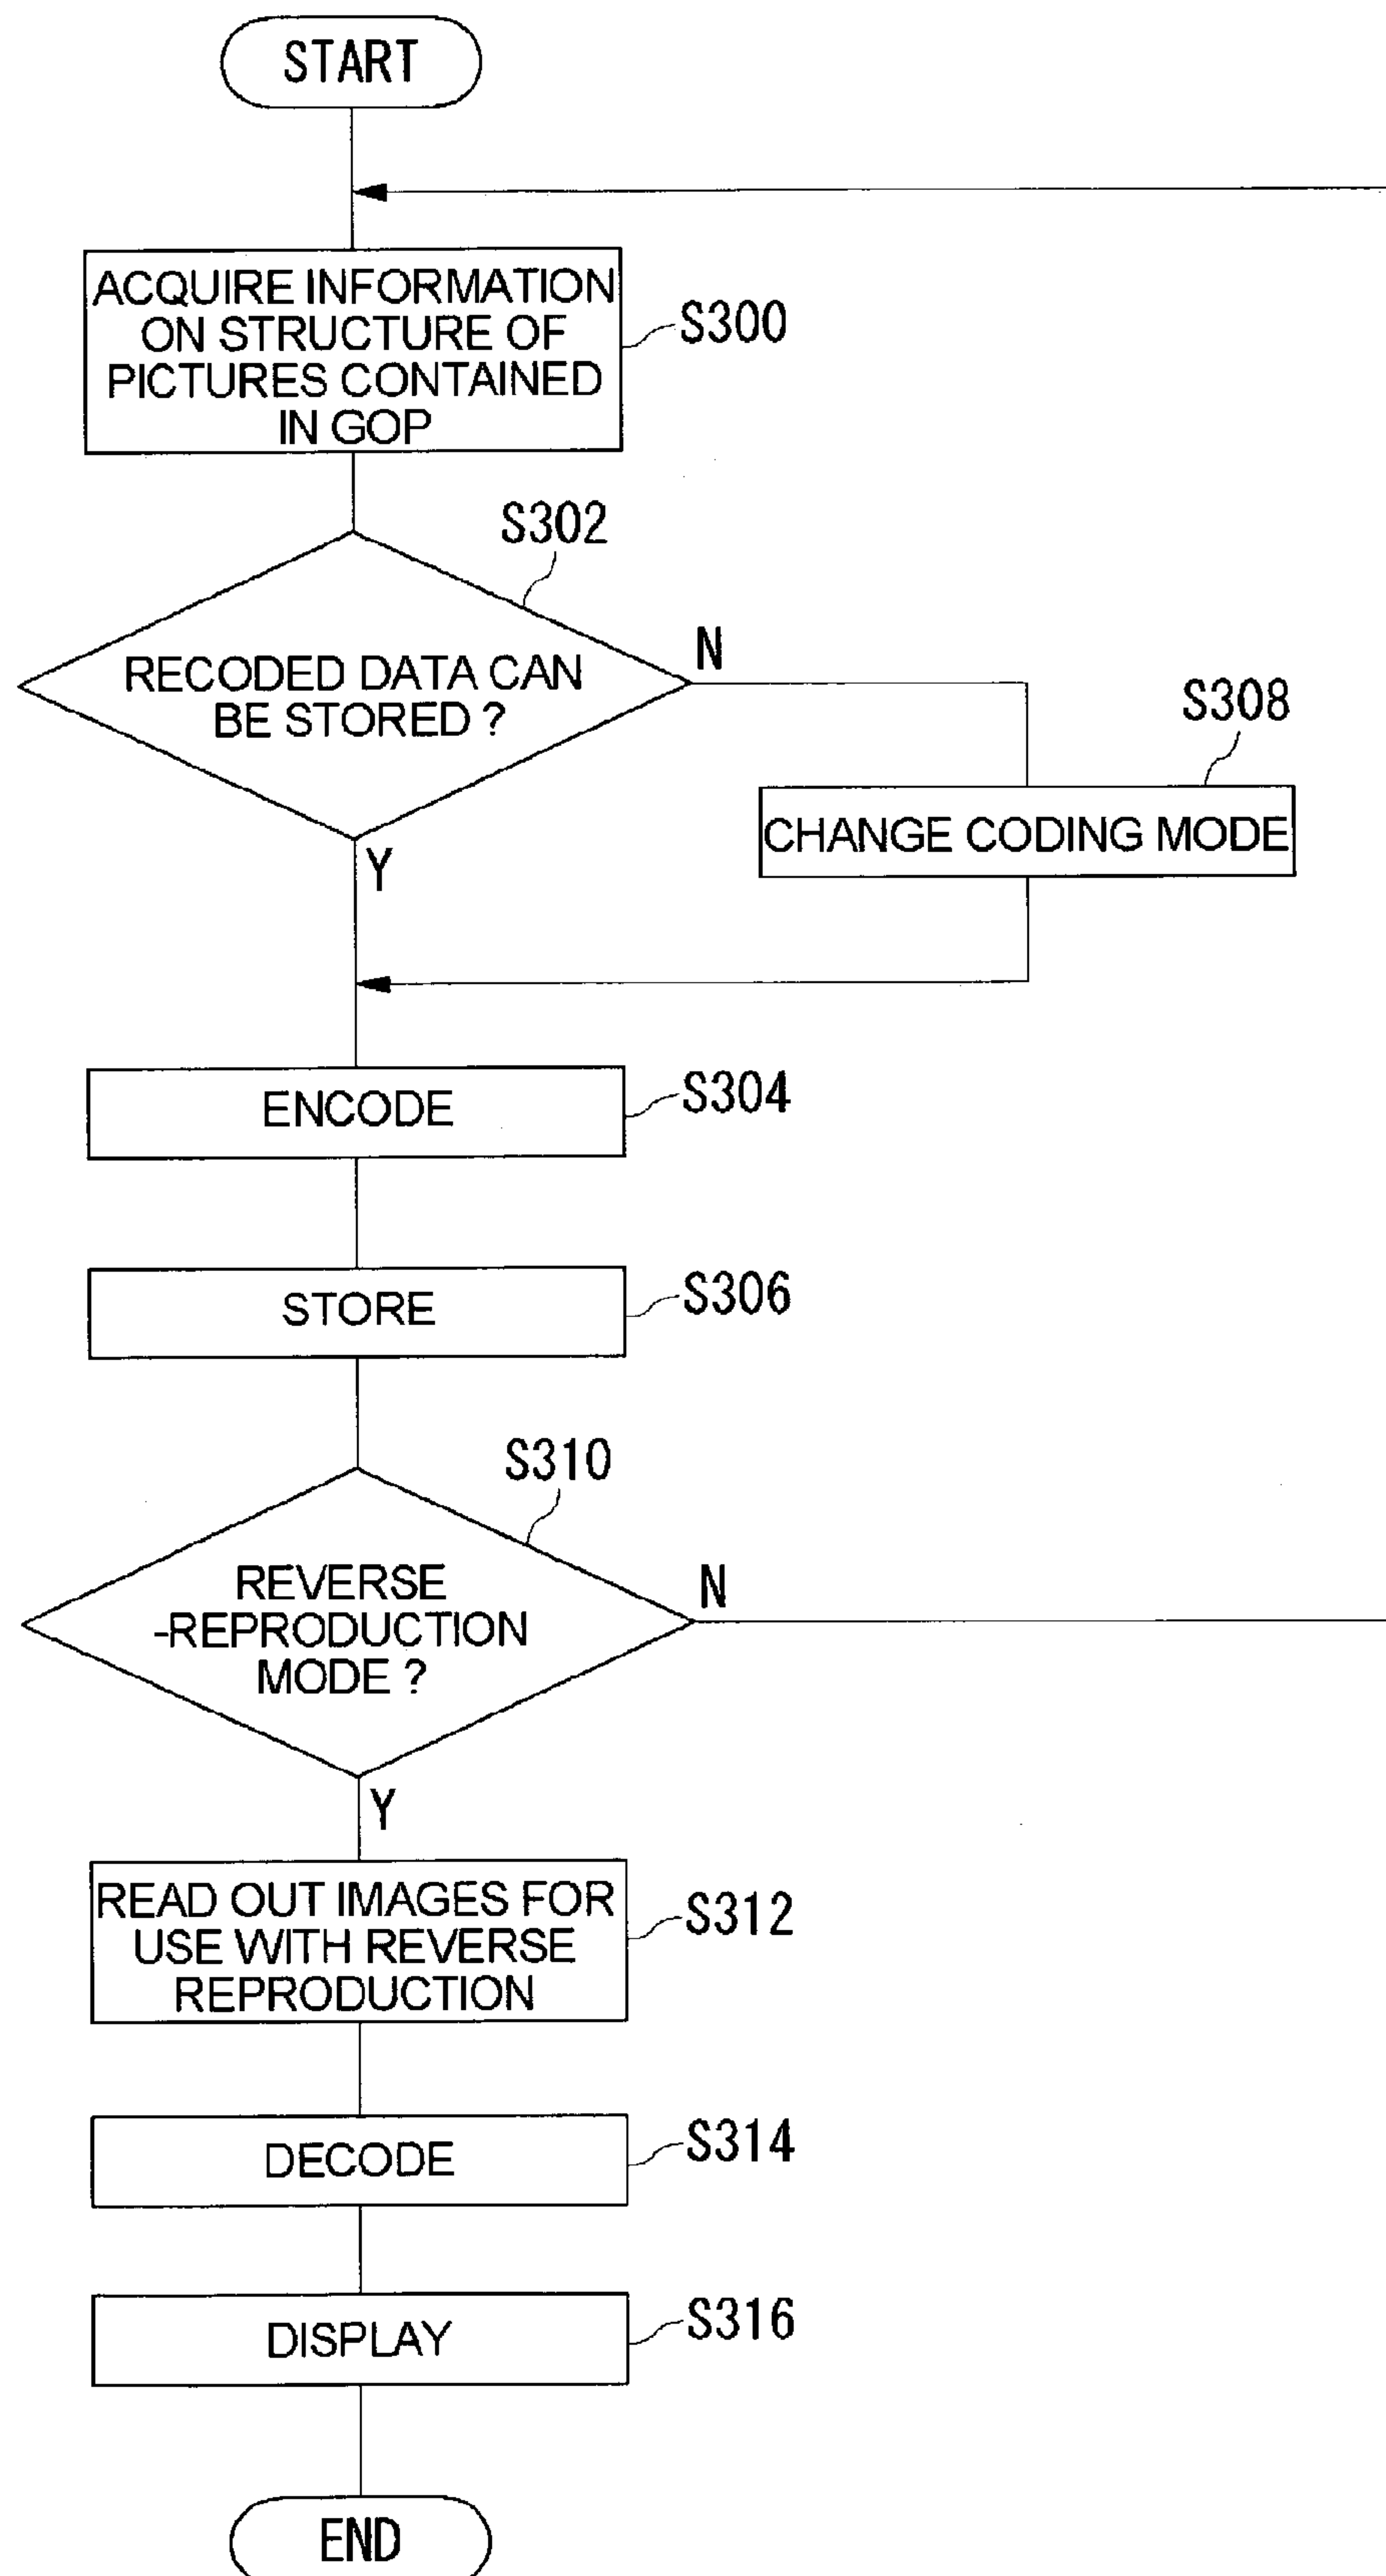 START
ACQUIRE INFORMATION
ON STRUCTURE OF
PICTURES CONTAINED
IN GOP
S300
S302
RECODED DATA CAN
BE STORED ?
N
Y
S308
CHANGE CODING MODE
ENCODE
S304
STORE
S306
S310
REVERSE
-REPRODUCTION
MODE ?
N
Y
READ OUT IMAGES FOR
USE WITH REVERSE
REPRODUCTION
S312
DECODE
S314
DISPLAY
S316
END